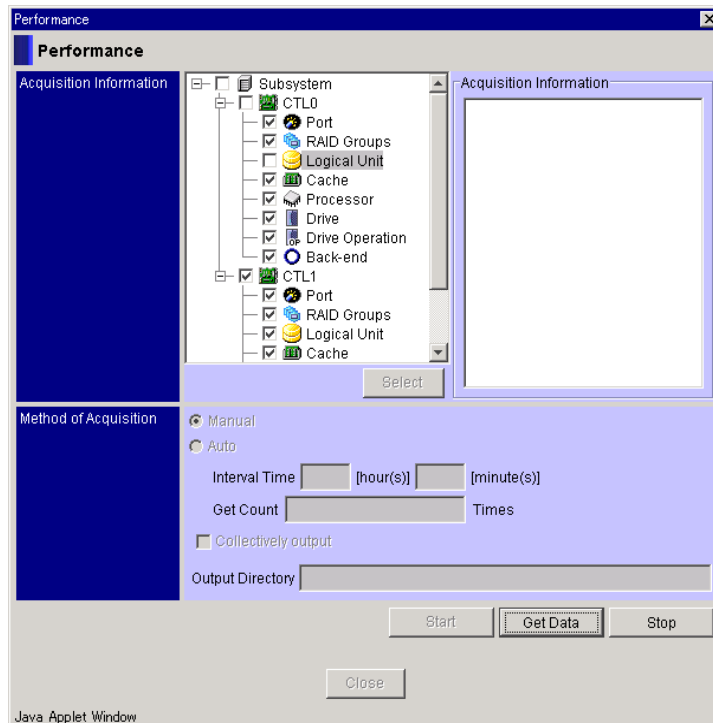 Performance
Performance
Acquisition Information
Subsystem
CTL0
Port
RAID Groups
Logical Unit
Cache
Processor
Drive
OP Drive Operation
Back-end
CTL1
Port
RAID Groups
Logical Unit
Cache
Select
Acquisition Information
Method of Acquisition
Manual
Auto
Interval Time [hour(s)] [minute(s)]
Get Count Times
Collectively output
Output Directory
Start Get Data Stop
Close
Java Applet Window